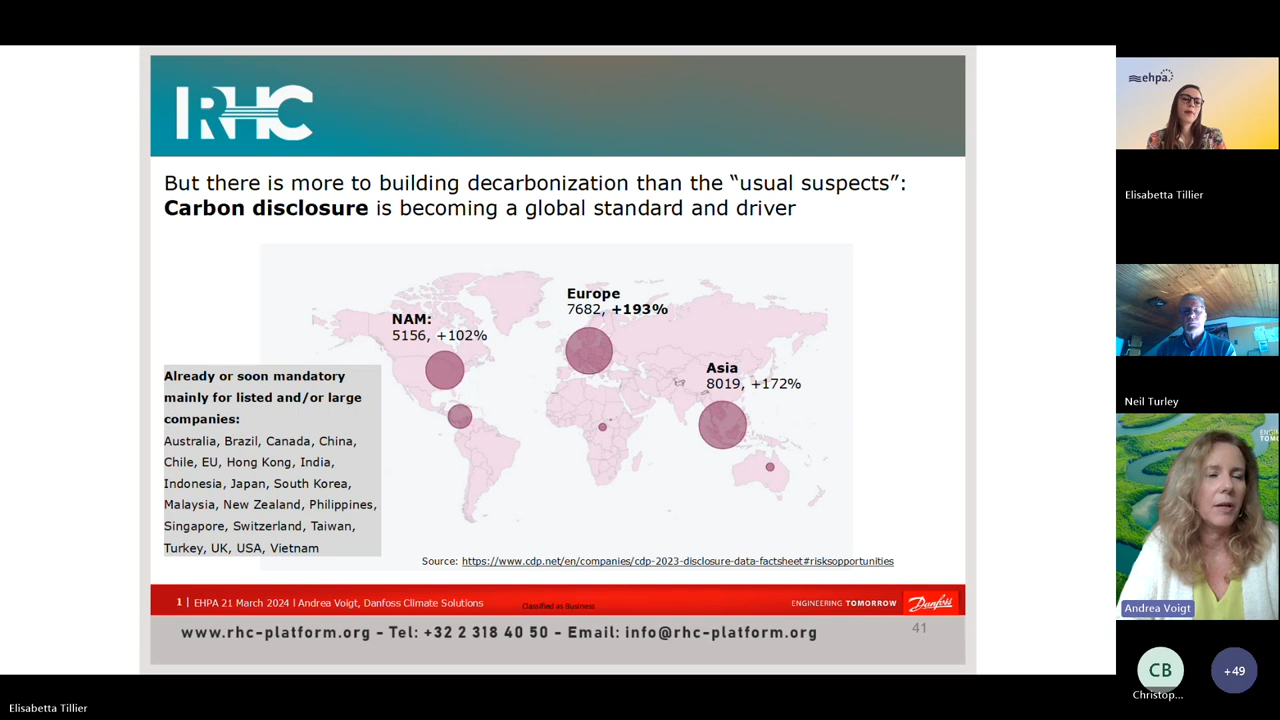 RHC
But there is more to building decarbonization than the “usual suspects”:
Carbon disclosure is becoming a global standard and driver
NAM:
5156, +102%
Europe
7682, +193%
Asia
8019, +172%
Already or soon mandatory
mainly for listed and/or large
companies:
Australia, Brazil, Canada, China,
Chile, EU, Hong Kong, India,
Indonesia, Japan, South Korea,
Malaysia, New Zealand, Philippines,
Singapore, Switzerland, Taiwan,
Turkey, UK, USA, Vietnam
Source: https://www.cdp.net/en/companies/cdp-2023-disclosure-data-factsheet#risksopportunities
1 | EHPA 21 March 2024 I Andrea Voigt, Danfoss Climate Solutions
Classified as Business
ENGINEERING TOMORROW
Danfoss
www.rhc-platform.org - Tel: +32 2 318 40 50 - Email: info@rhc-platform.org
41
ehpa
Elisabetta Tillier
Neil Turley
Andrea Voigt
CB
Christop...
+49
Elisabetta Tillier